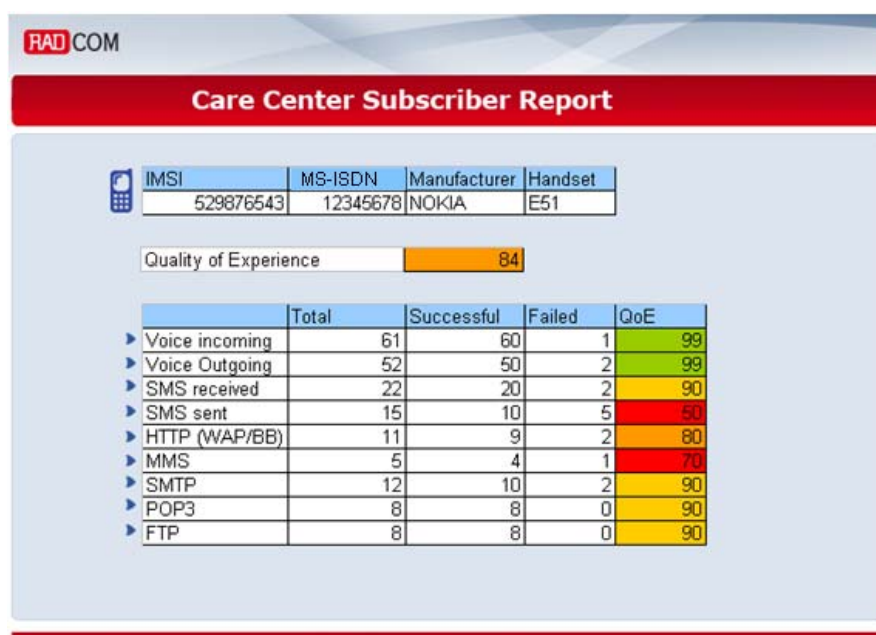 RAD COM
Care Center Subscriber Report
IMSI MS-ISDN Manufacturer Handset
529876543 12345678 NOKIA E51
Quality of Experience 84
Total Successful Failed QoE
Voice incoming 61 60 1 99
Voice Outgoing 52 50 2 99
SMS received 22 20 2 90
SMS sent 15 10 5 50
HTTP (WAP/BB) 11 9 2 80
MMS 5 4 1 70
SMTP 12 10 2 90
POP3 8 8 0 90
FTP 8 8 0 90